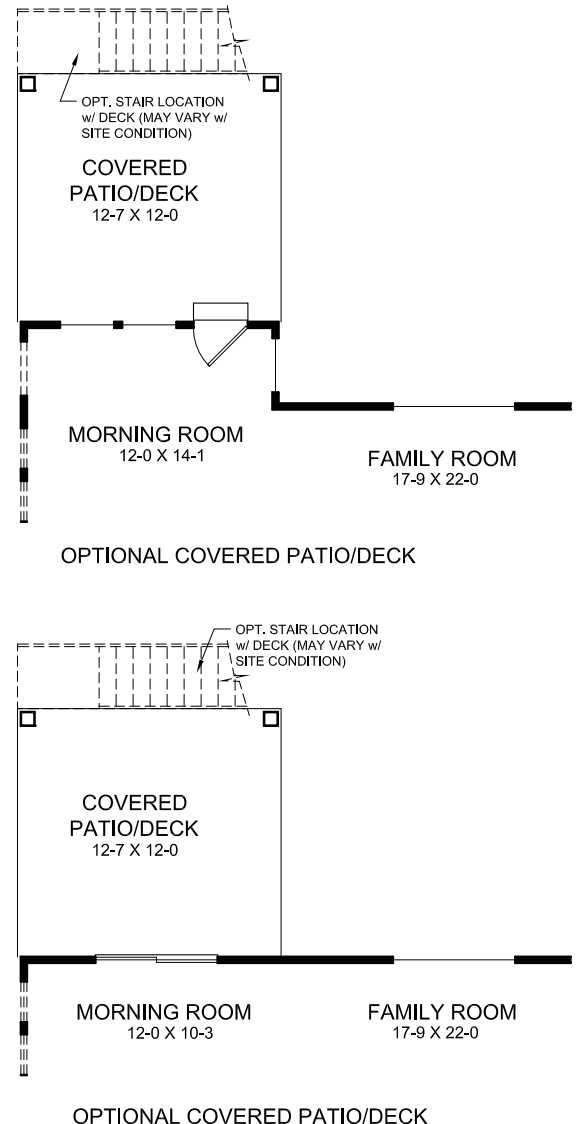 OPT. STAIR LOCATION
w/ DECK (MAY VARY w/
SITE CONDITION)
COVERED
PATIO/DECK
12-7 X 12-0
MORNING ROOM
12-0 X 14-1
FAMILY ROOM
17-9 X 22-0
OPTIONAL COVERED PATIO/DECK
OPT. STAIR LOCATION
w/ DECK (MAY VARY w/
SITE CONDITION)
COVERED
PATIO/DECK
12-7 X 12-0
MORNING ROOM
12-0 X 10-3
FAMILY ROOM
17-9 X 22-0
OPTIONAL COVERED PATIO/DECK